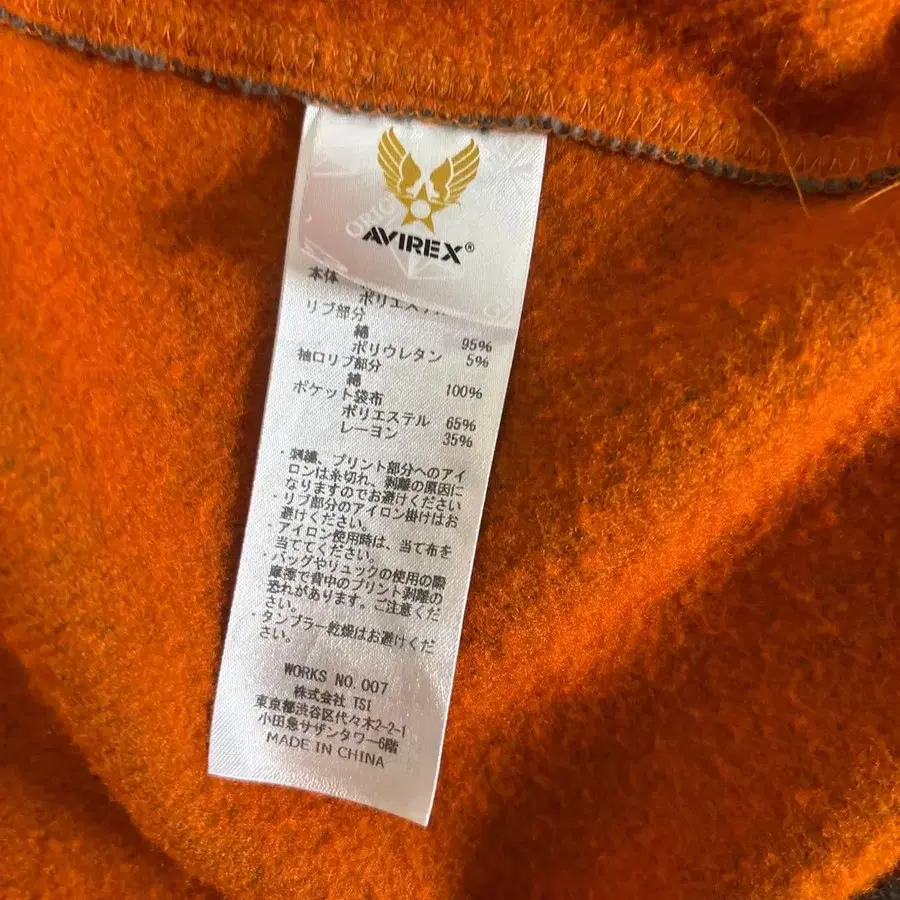 AVIREX®
本体
ポリエステル
リブ部分
綿 95%
ポリウレタン 5%
袖口リブ部分
綿 100%
ポケット袋布
ポリエステル 65%
レーヨン 35%
・刺繍、プリント部分へのアイ
ロンは糸切れ、剥離の原因に
なりますのでお避けください
・リブ部分のアイロン掛けはお
避けください。
・アイロン使用時は、当て布を
当ててください。
・バッグやリュックの使用の際
摩擦で背中のプリント剥離の
恐れがあります。ご注意くだ
さい。
・タンブラー乾燥はお避けくだ
さい。
WORKS NO.007
株式会社 TSI
東京都渋谷区代々木2-2-1
小田急サザンタワー6階
MADE IN CHINA